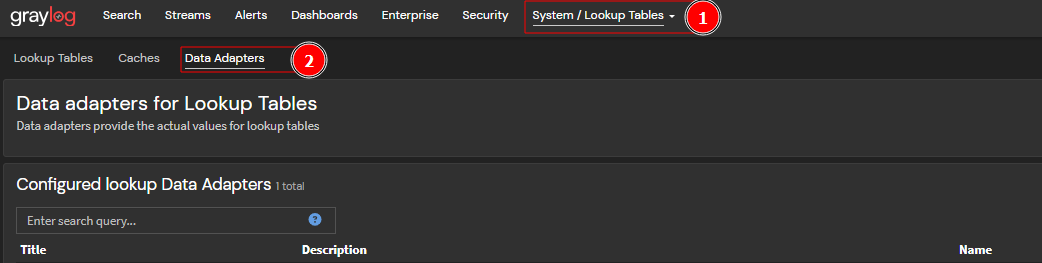 graylog Search Streams Alerts Dashboards Enterprise Security System / Lookup Tables 1
Lookup Tables Caches Data Adapters 2
Data adapters for Lookup Tables
Data adapters provide the actual values for lookup tables
Configured lookup Data Adapters 1 total
Enter search query... ?
Title Description Name